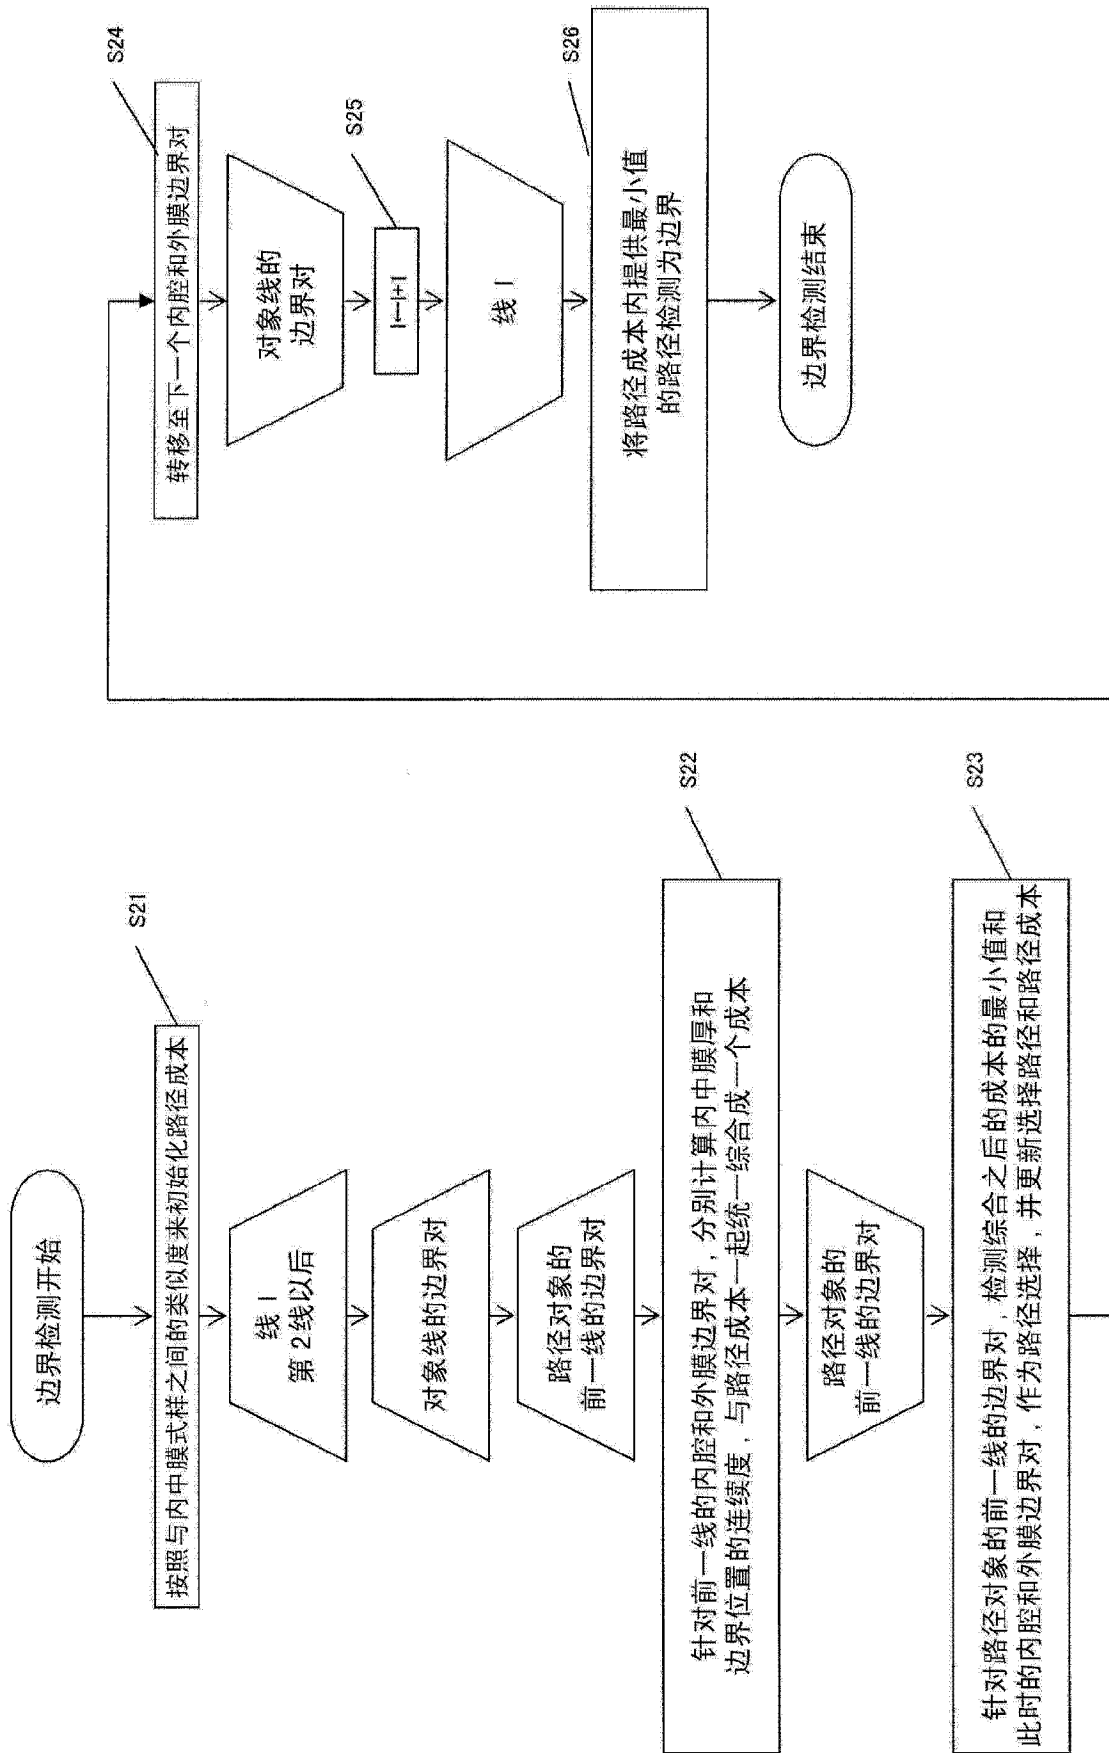 边界检测开始
S21
按照与内中膜式样之间的类似度来初始化路径成本
线 l
第2线以后
对象线的边界对
路径对象的
前一线的边界对
S22
针对前一线的内腔和外膜边界对，分别计算内中膜厚和
边界位置的连续度，与路径成本一起统一综合成一个成本
路径对象的
前一线的边界对
S23
针对路径对象的前一线的边界对，检测综合之后的成本的最小值和
此时的内腔和外膜边界对，作为路径选择，并更新选择路径和路径成本
S24
转移至下一个内腔和外膜边界对
对象线的
边界对
S25
l←l+1
线 l
S26
将路径成本内提供最小值
的路径检测为边界
边界检测结束